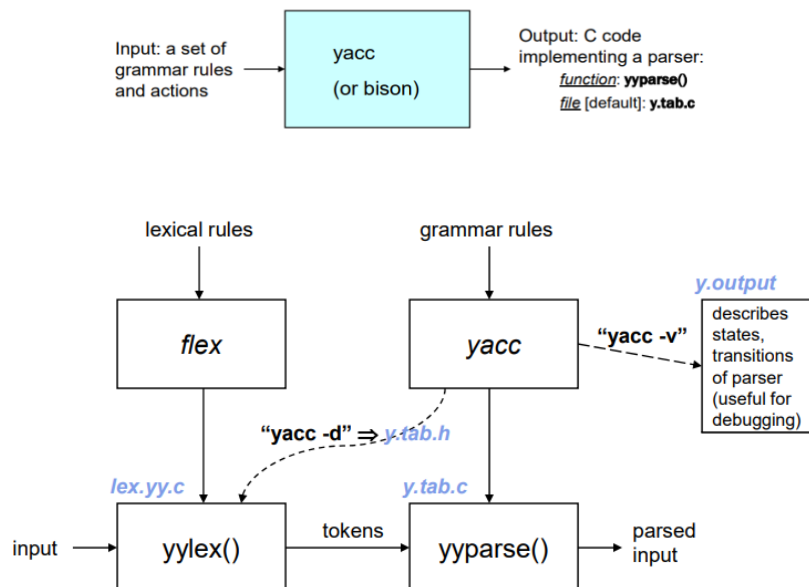 Input: a set of
grammar rules
and actions
yacc
(or bison)
Output: C code
implementing a parser:
function: yyparse()
file [default]: y.tab.c
lexical rules
grammar rules
y.output
flex
yacc
“yacc -v”
describes
states,
transitions
of parser
(useful for
debugging)
“yacc -d” ⇒ y.tab.h
lex.yy.c
y.tab.c
input
yylex()
tokens
yyparse()
parsed
input